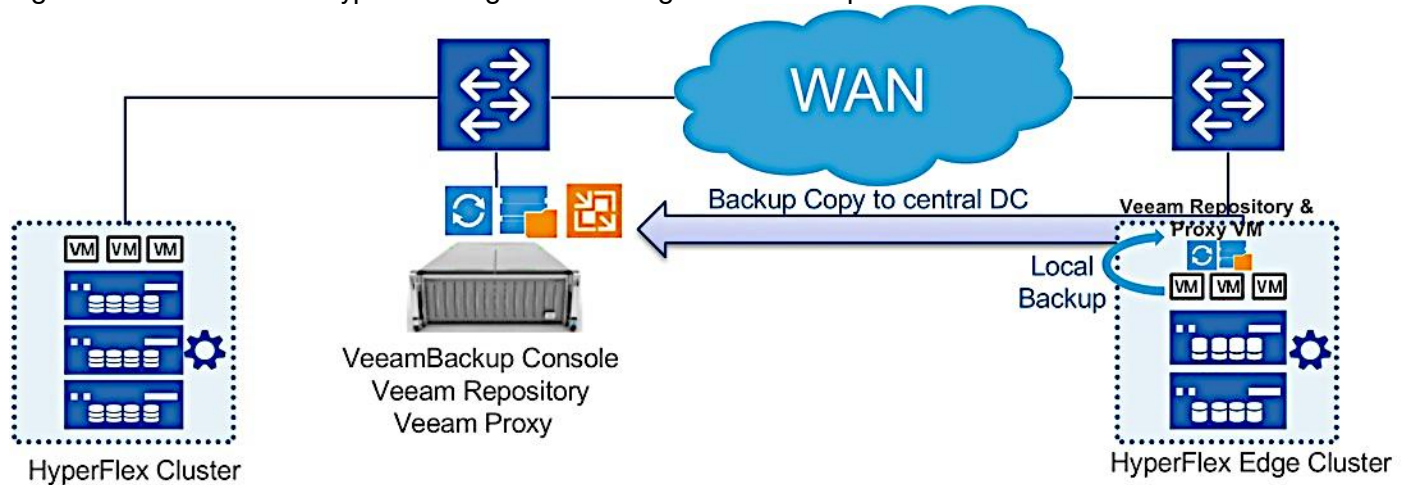 WAN
Backup Copy to central DC
Veeam Repository &
Proxy VM
VM VM VM
Local
Backup
VM VM VM
VeeamBackup Console
Veeam Repository
Veeam Proxy
HyperFlex Cluster
HyperFlex Edge Cluster